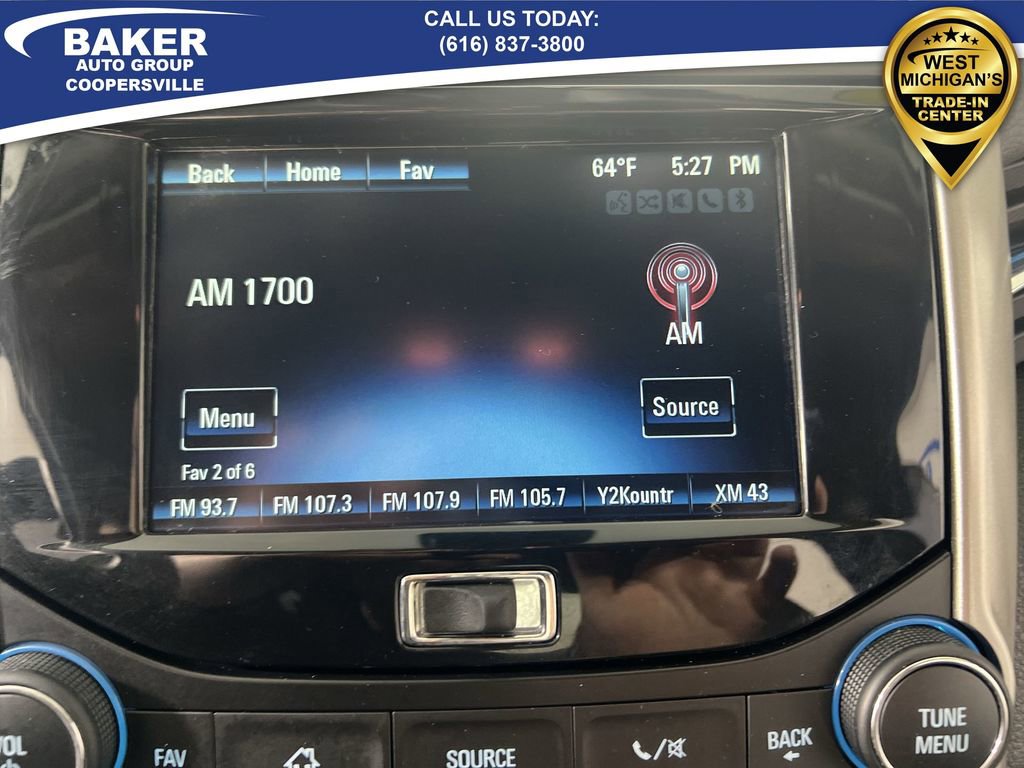 BAKER
AUTO GROUP
COOPERSVILLE
CALL US TODAY:
(616) 837-3800
WEST
MICHIGAN'S
TRADE-IN
CENTER
Back Home Fav 64°F 5:27 PM
AM 1700
AM
Menu Source
Fav 2 of 6
FM 93.7 FM 107.3 FM 107.9 FM 105.7 Y2Kountr XM 43
VOL
FAV SOURCE BACK
TUNE
MENU